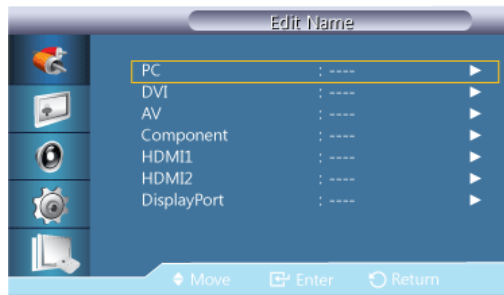 Edit Name
PC : ----
DVI : ----
AV : ----
Component : ----
HDMI1 : ----
HDMI2 : ----
DisplayPort : ----
Move Enter Return